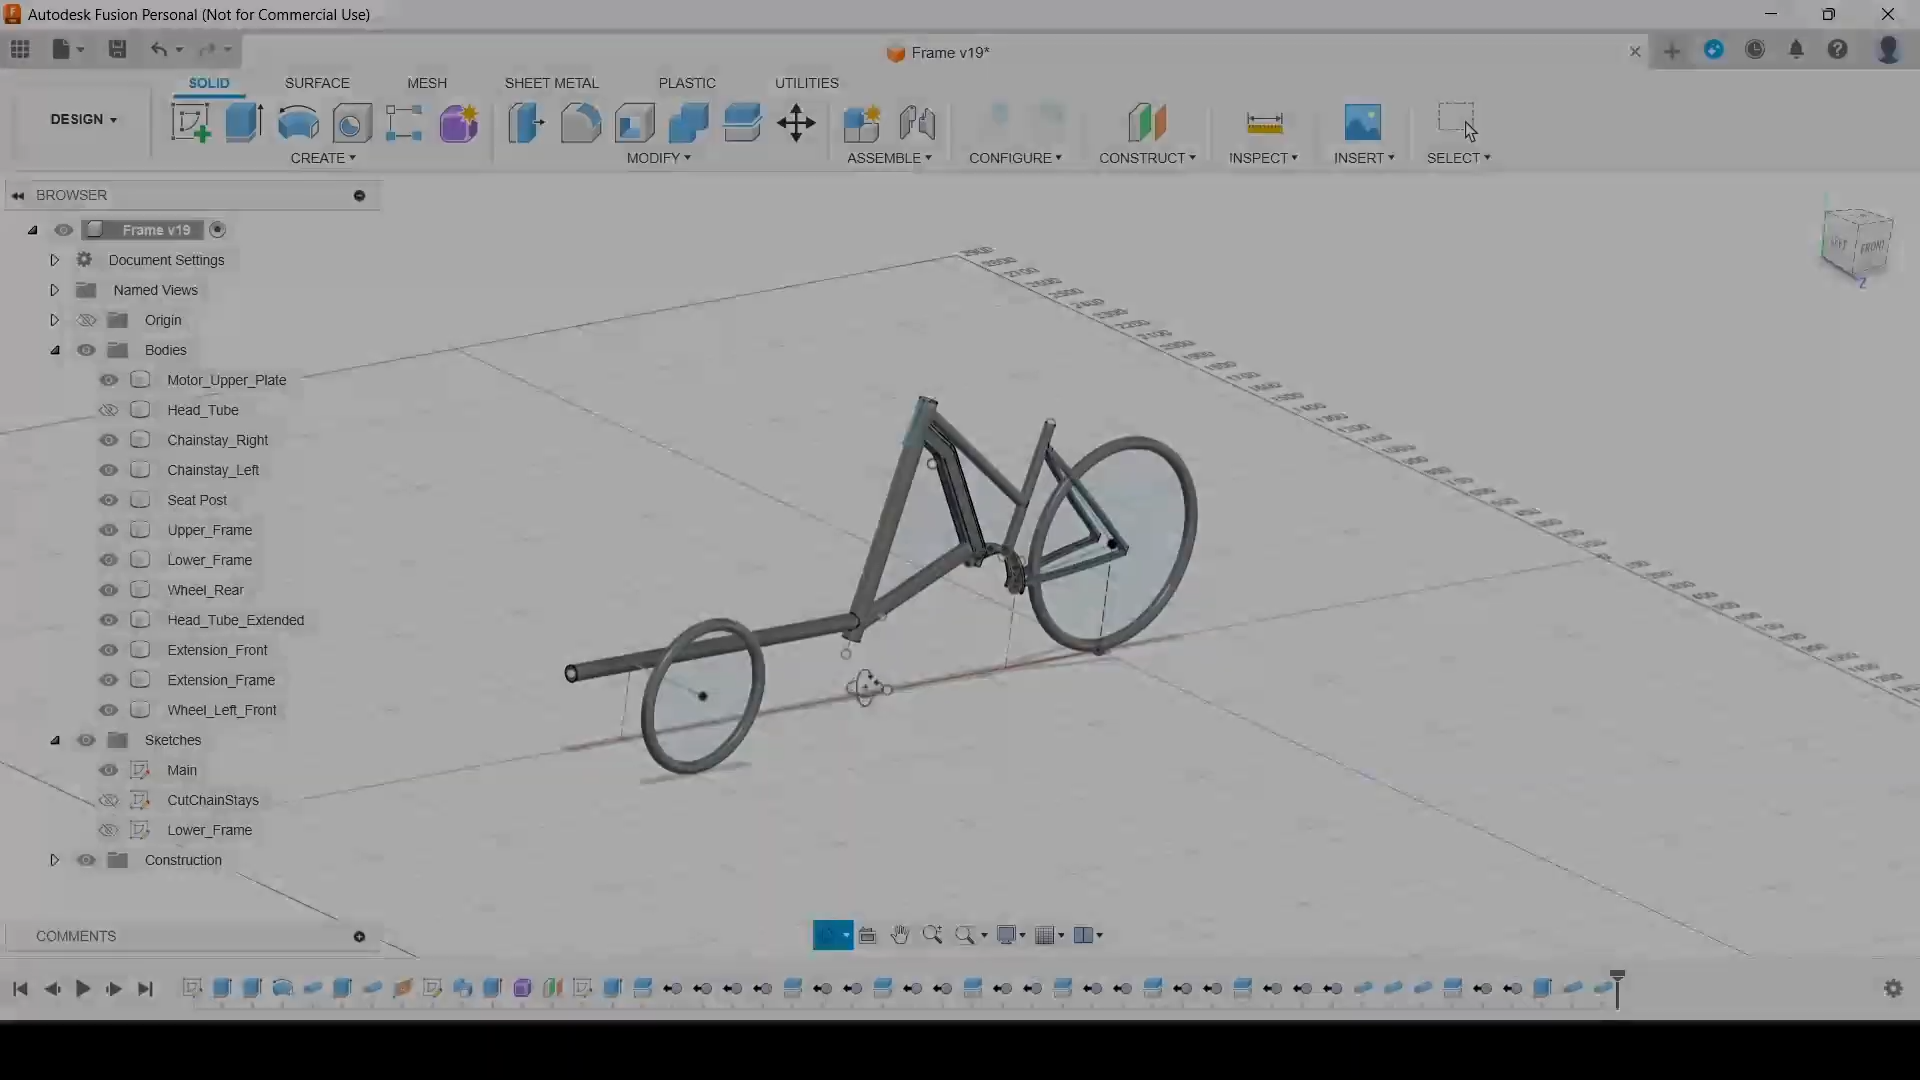 Autodesk Fusion Personal (Not for Commercial Use)
Frame v19*
SOLID
SURFACE
MESH
SHEET METAL
PLASTIC
UTILITIES
DESIGN
CREATE
MODIFY
ASSEMBLE
CONFIGURE
CONSTRUCT
INSPECT
INSERT
SELECT
BROWSER
Frame v19
Document Settings
Named Views
Origin
Bodies
Motor_Upper_Plate
Head_Tube
Chainstay_Right
Chainstay_Left
Seat Post
Upper_Frame
Lower_Frame
Wheel_Rear
Head_Tube_Extended
Extension_Front
Extension_Frame
Wheel_Left_Front
Sketches
Main
CutChainStays
Lower_Frame
Construction
FRONT
Z
COMMENTS